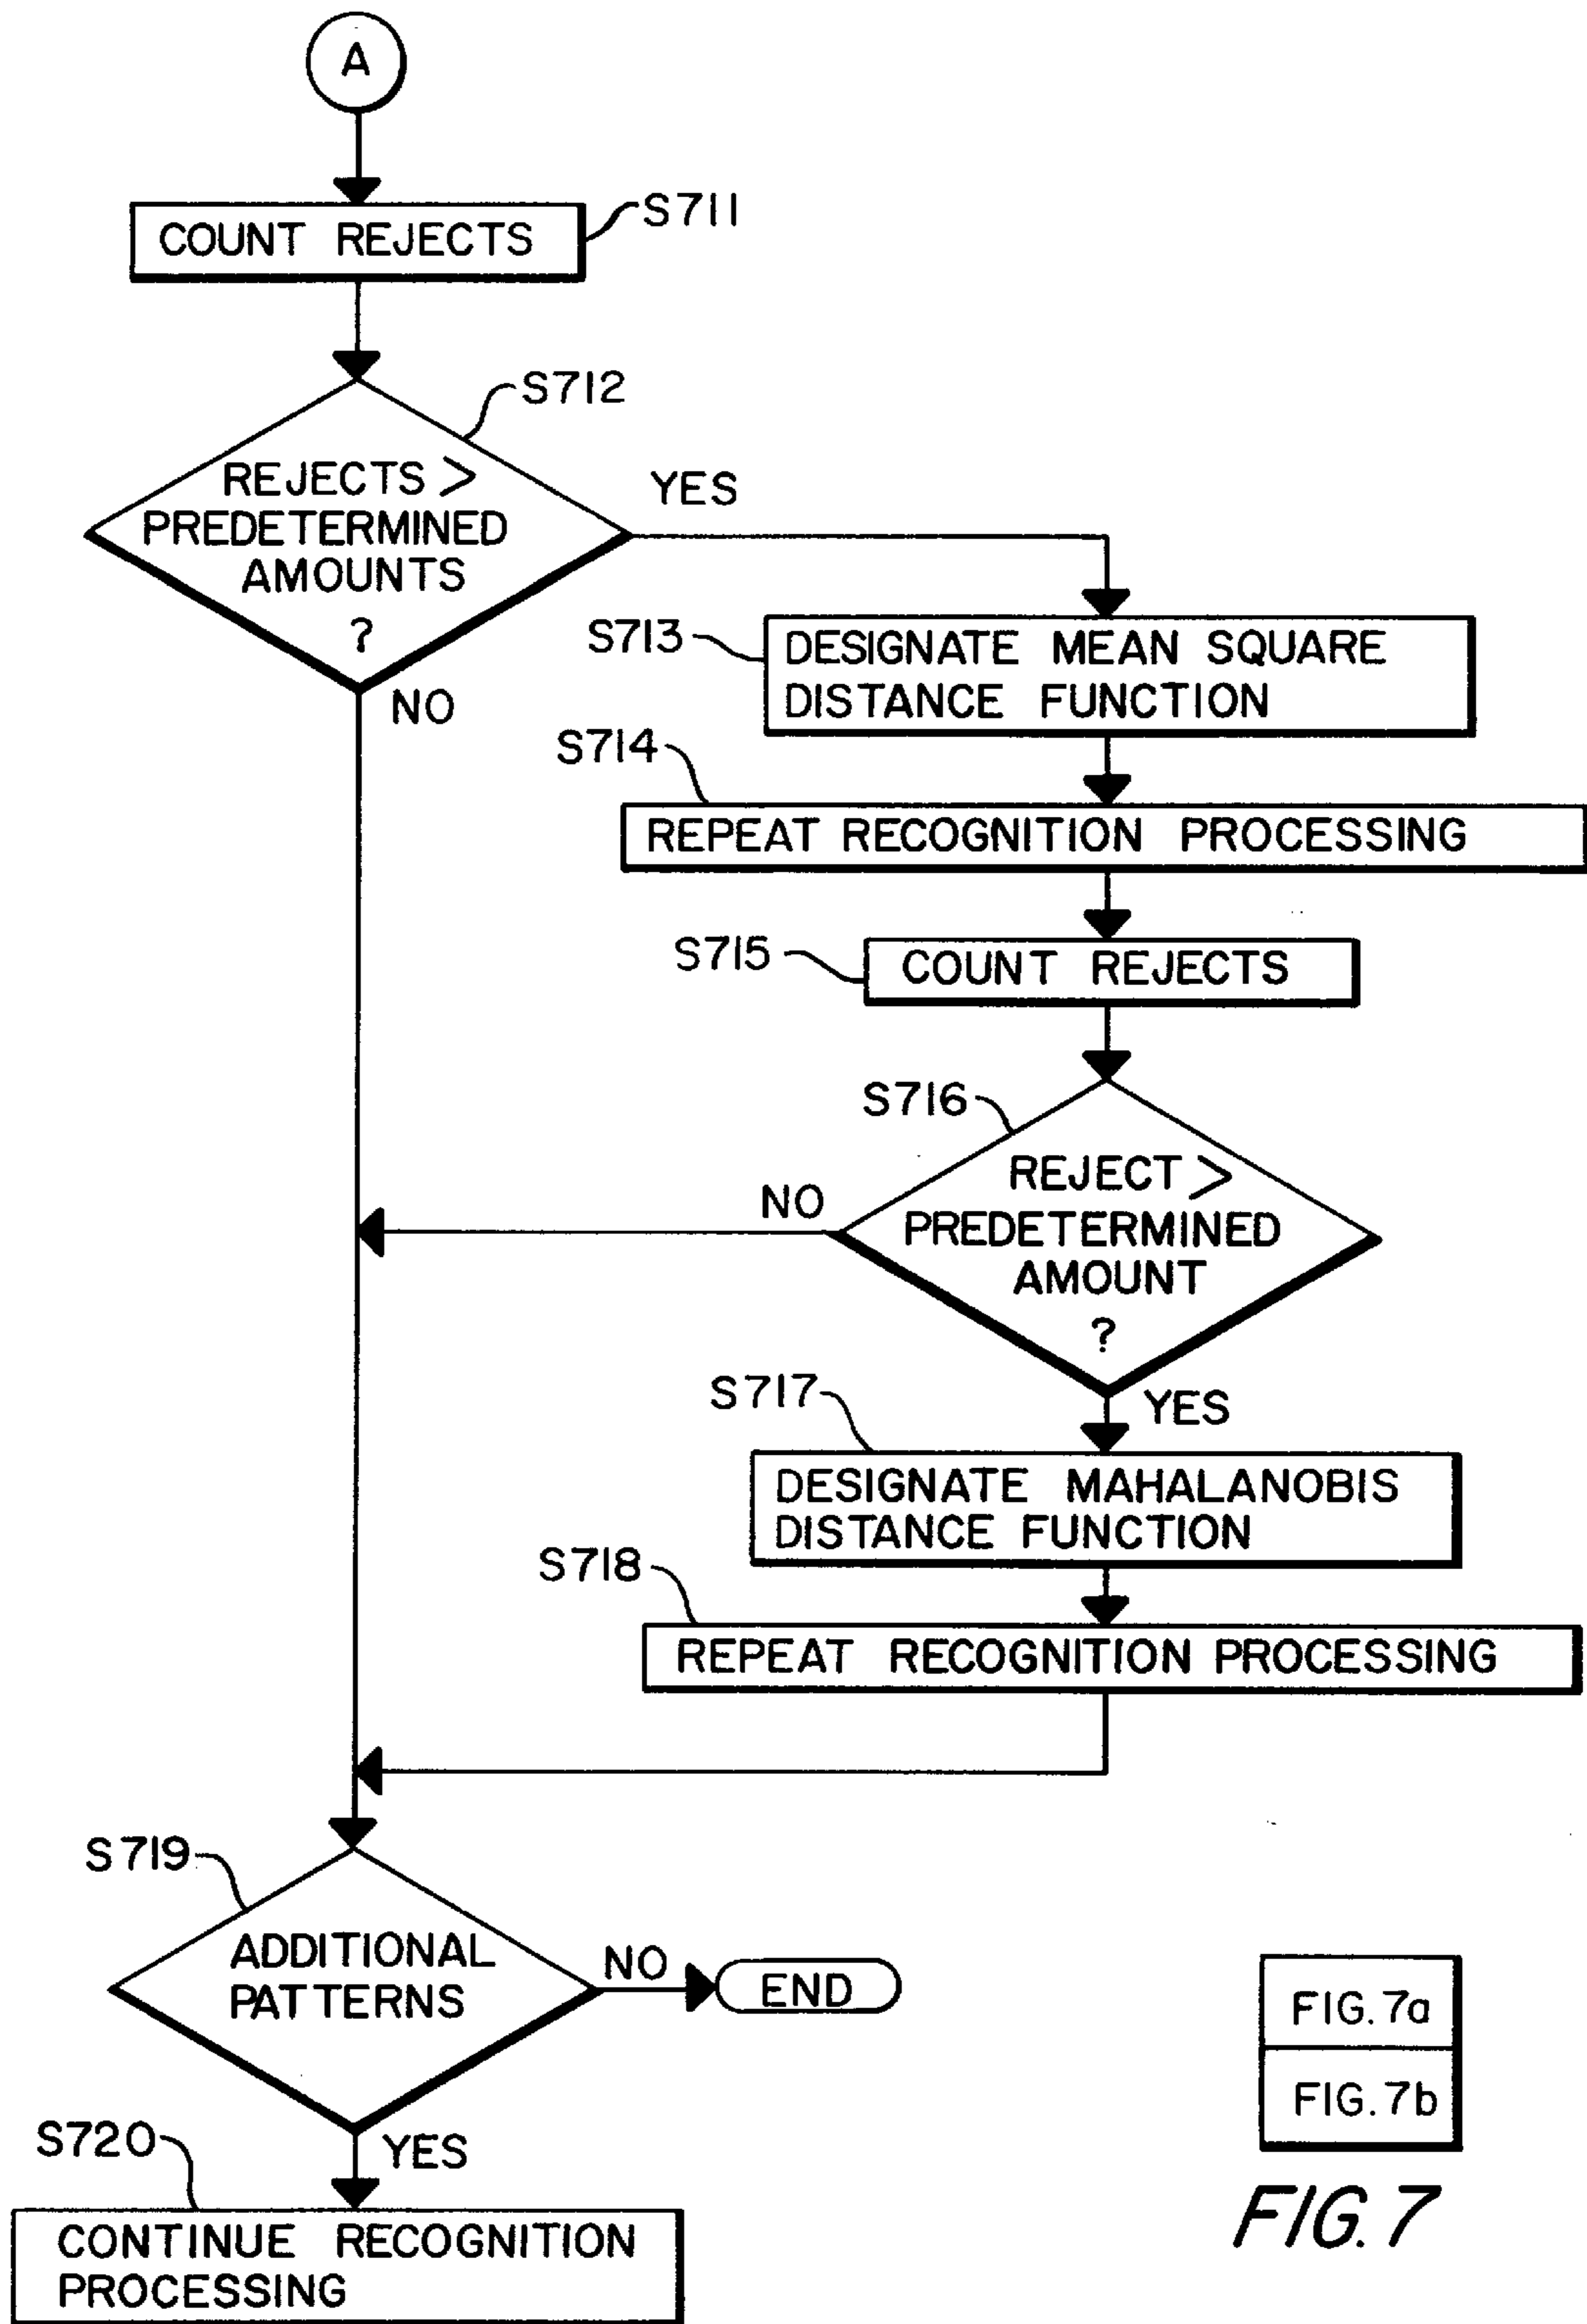 A
COUNT REJECTS
S711
S712
REJECTS >
PREDETERMINED
AMOUNTS
?
YES
NO
S713
DESIGNATE MEAN SQUARE
DISTANCE FUNCTION
S714
REPEAT RECOGNITION PROCESSING
S715
COUNT REJECTS
S716
REJECT >
PREDETERMINED
AMOUNT
?
NO
YES
S717
DESIGNATE MAHALANOBIS
DISTANCE FUNCTION
S718
REPEAT RECOGNITION PROCESSING
S719
ADDITIONAL
PATTERNS
NO
END
YES
S720
CONTINUE RECOGNITION
PROCESSING
FIG. 7a
FIG. 7b
FIG. 7